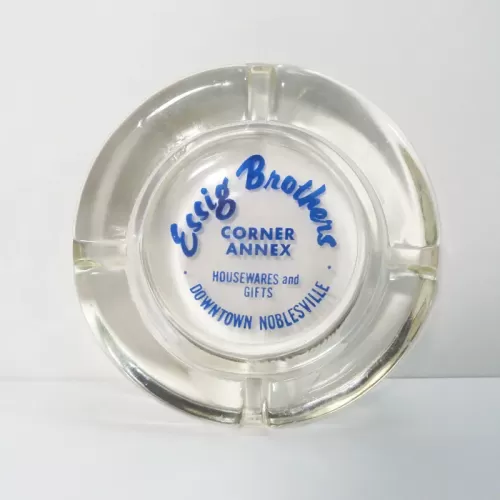 Essig Brothers
CORNER
ANNEX
HOUSEWARES and
GIFTS
• DOWNTOWN NOBLESVILLE •